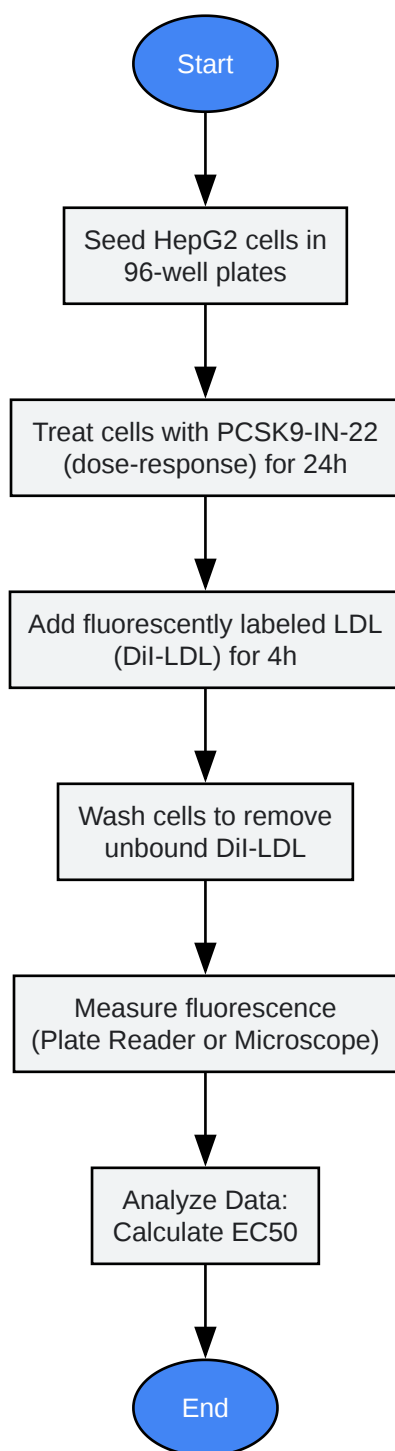 Start
Seed HepG2 cells in
96-well plates
Treat cells with PCSK9-IN-22
(dose-response) for 24h
Add fluorescently labeled LDL
(DiI-LDL) for 4h
Wash cells to remove
unbound DiI-LDL
Measure fluorescence
(Plate Reader or Microscope)
Analyze Data:
Calculate EC50
End